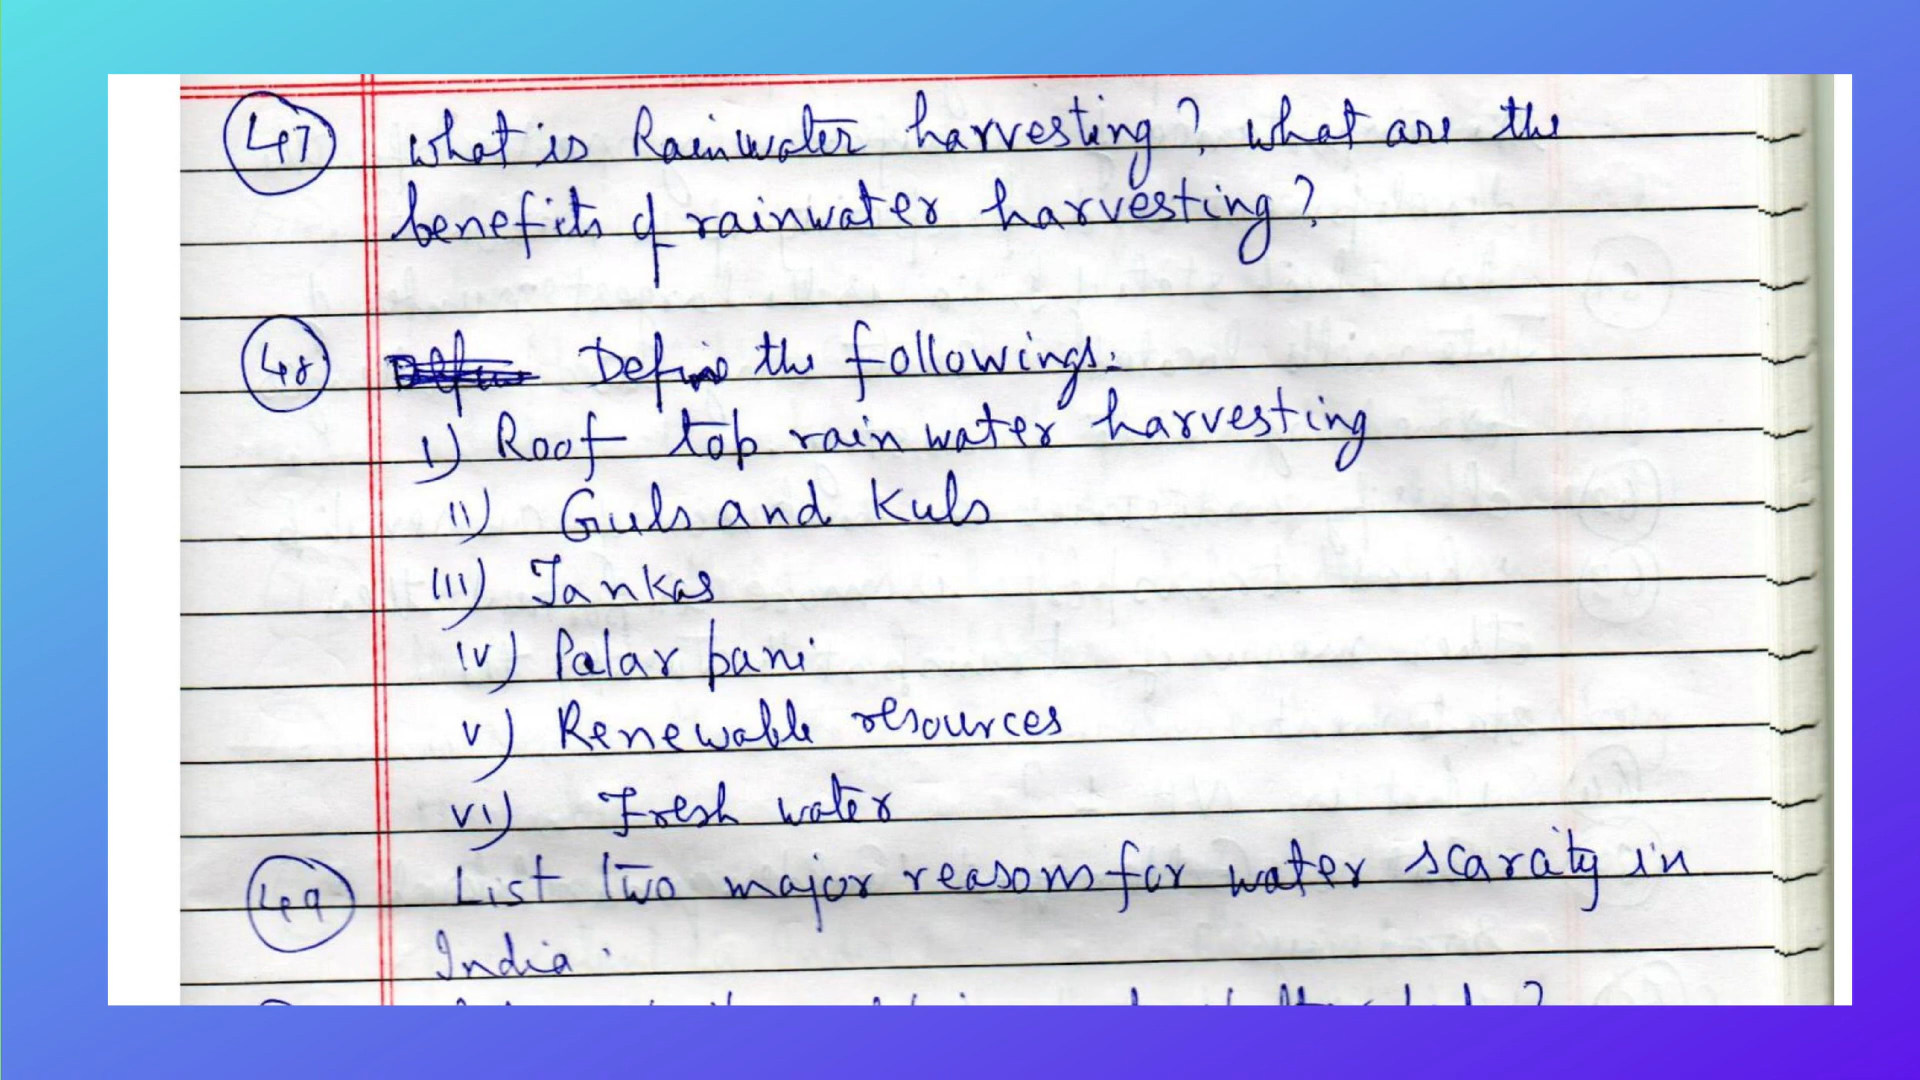 47 What is Rainwater harvesting? What are the
benefits of rainwater harvesting?
48 Define the followings:
i) Roof top rain water harvesting
ii) Guls and Kuls
iii) Tankas
iv) Palar pani
v) Renewable resources
vi) Fresh water
49 List two major reasons for water scaraity in
India.